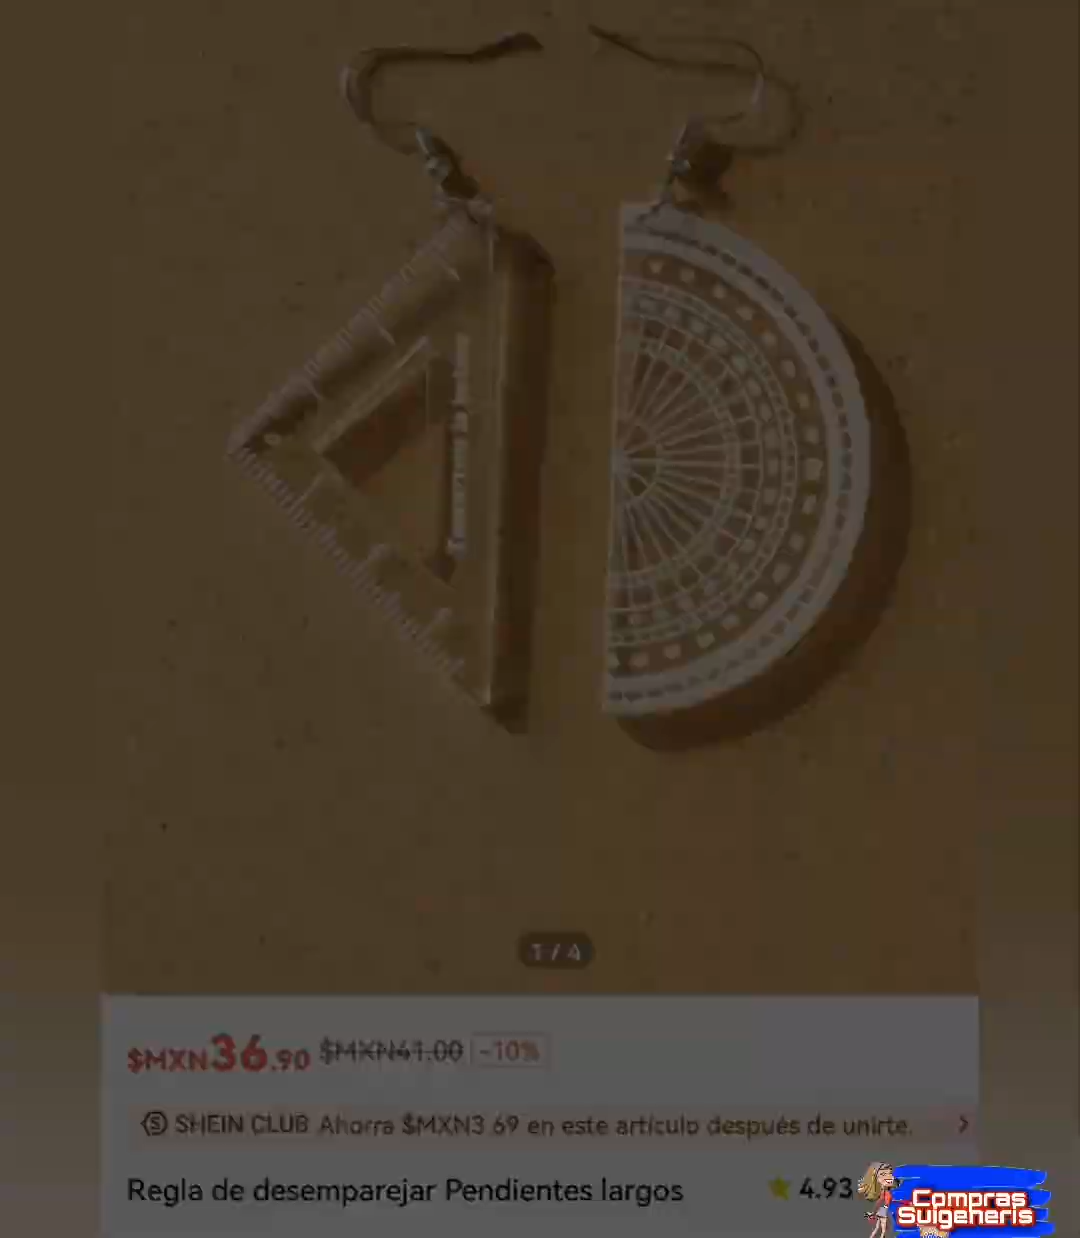 1 / 4
$MXN36.90 $MXN41.00 -10%
S SHEIN CLUB Ahorra $MXN3.69 en este artículo después de unirte. >
Regla de desemparejar Pendientes largos 4.93
Compras
Suigeneris